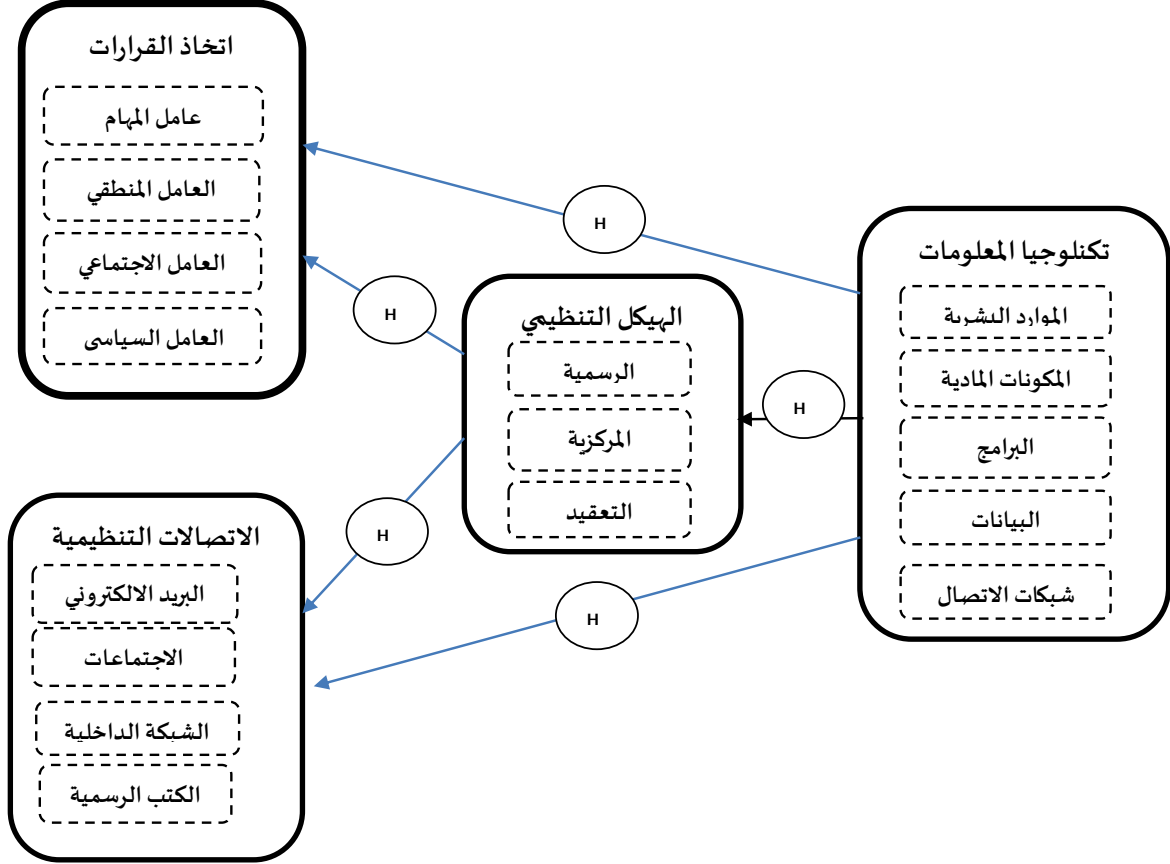 تكنلوجيا المعلومات
الموارد البشرية
المكونات المادية
البرامج
البيانات
شبكات الاتصال
H
H
H
H
H
الهيكل التنظيمي
الرسمية
المركزية
التعقيد
اتخاذ القرارات
عامل المهام
العامل المنطقي
العامل الاجتماعي
العامل السياسي
الاتصالات التنظيمية
البريد الالكتروني
الاجتماعات
الشبكة الداخلية
الكتب الرسمية